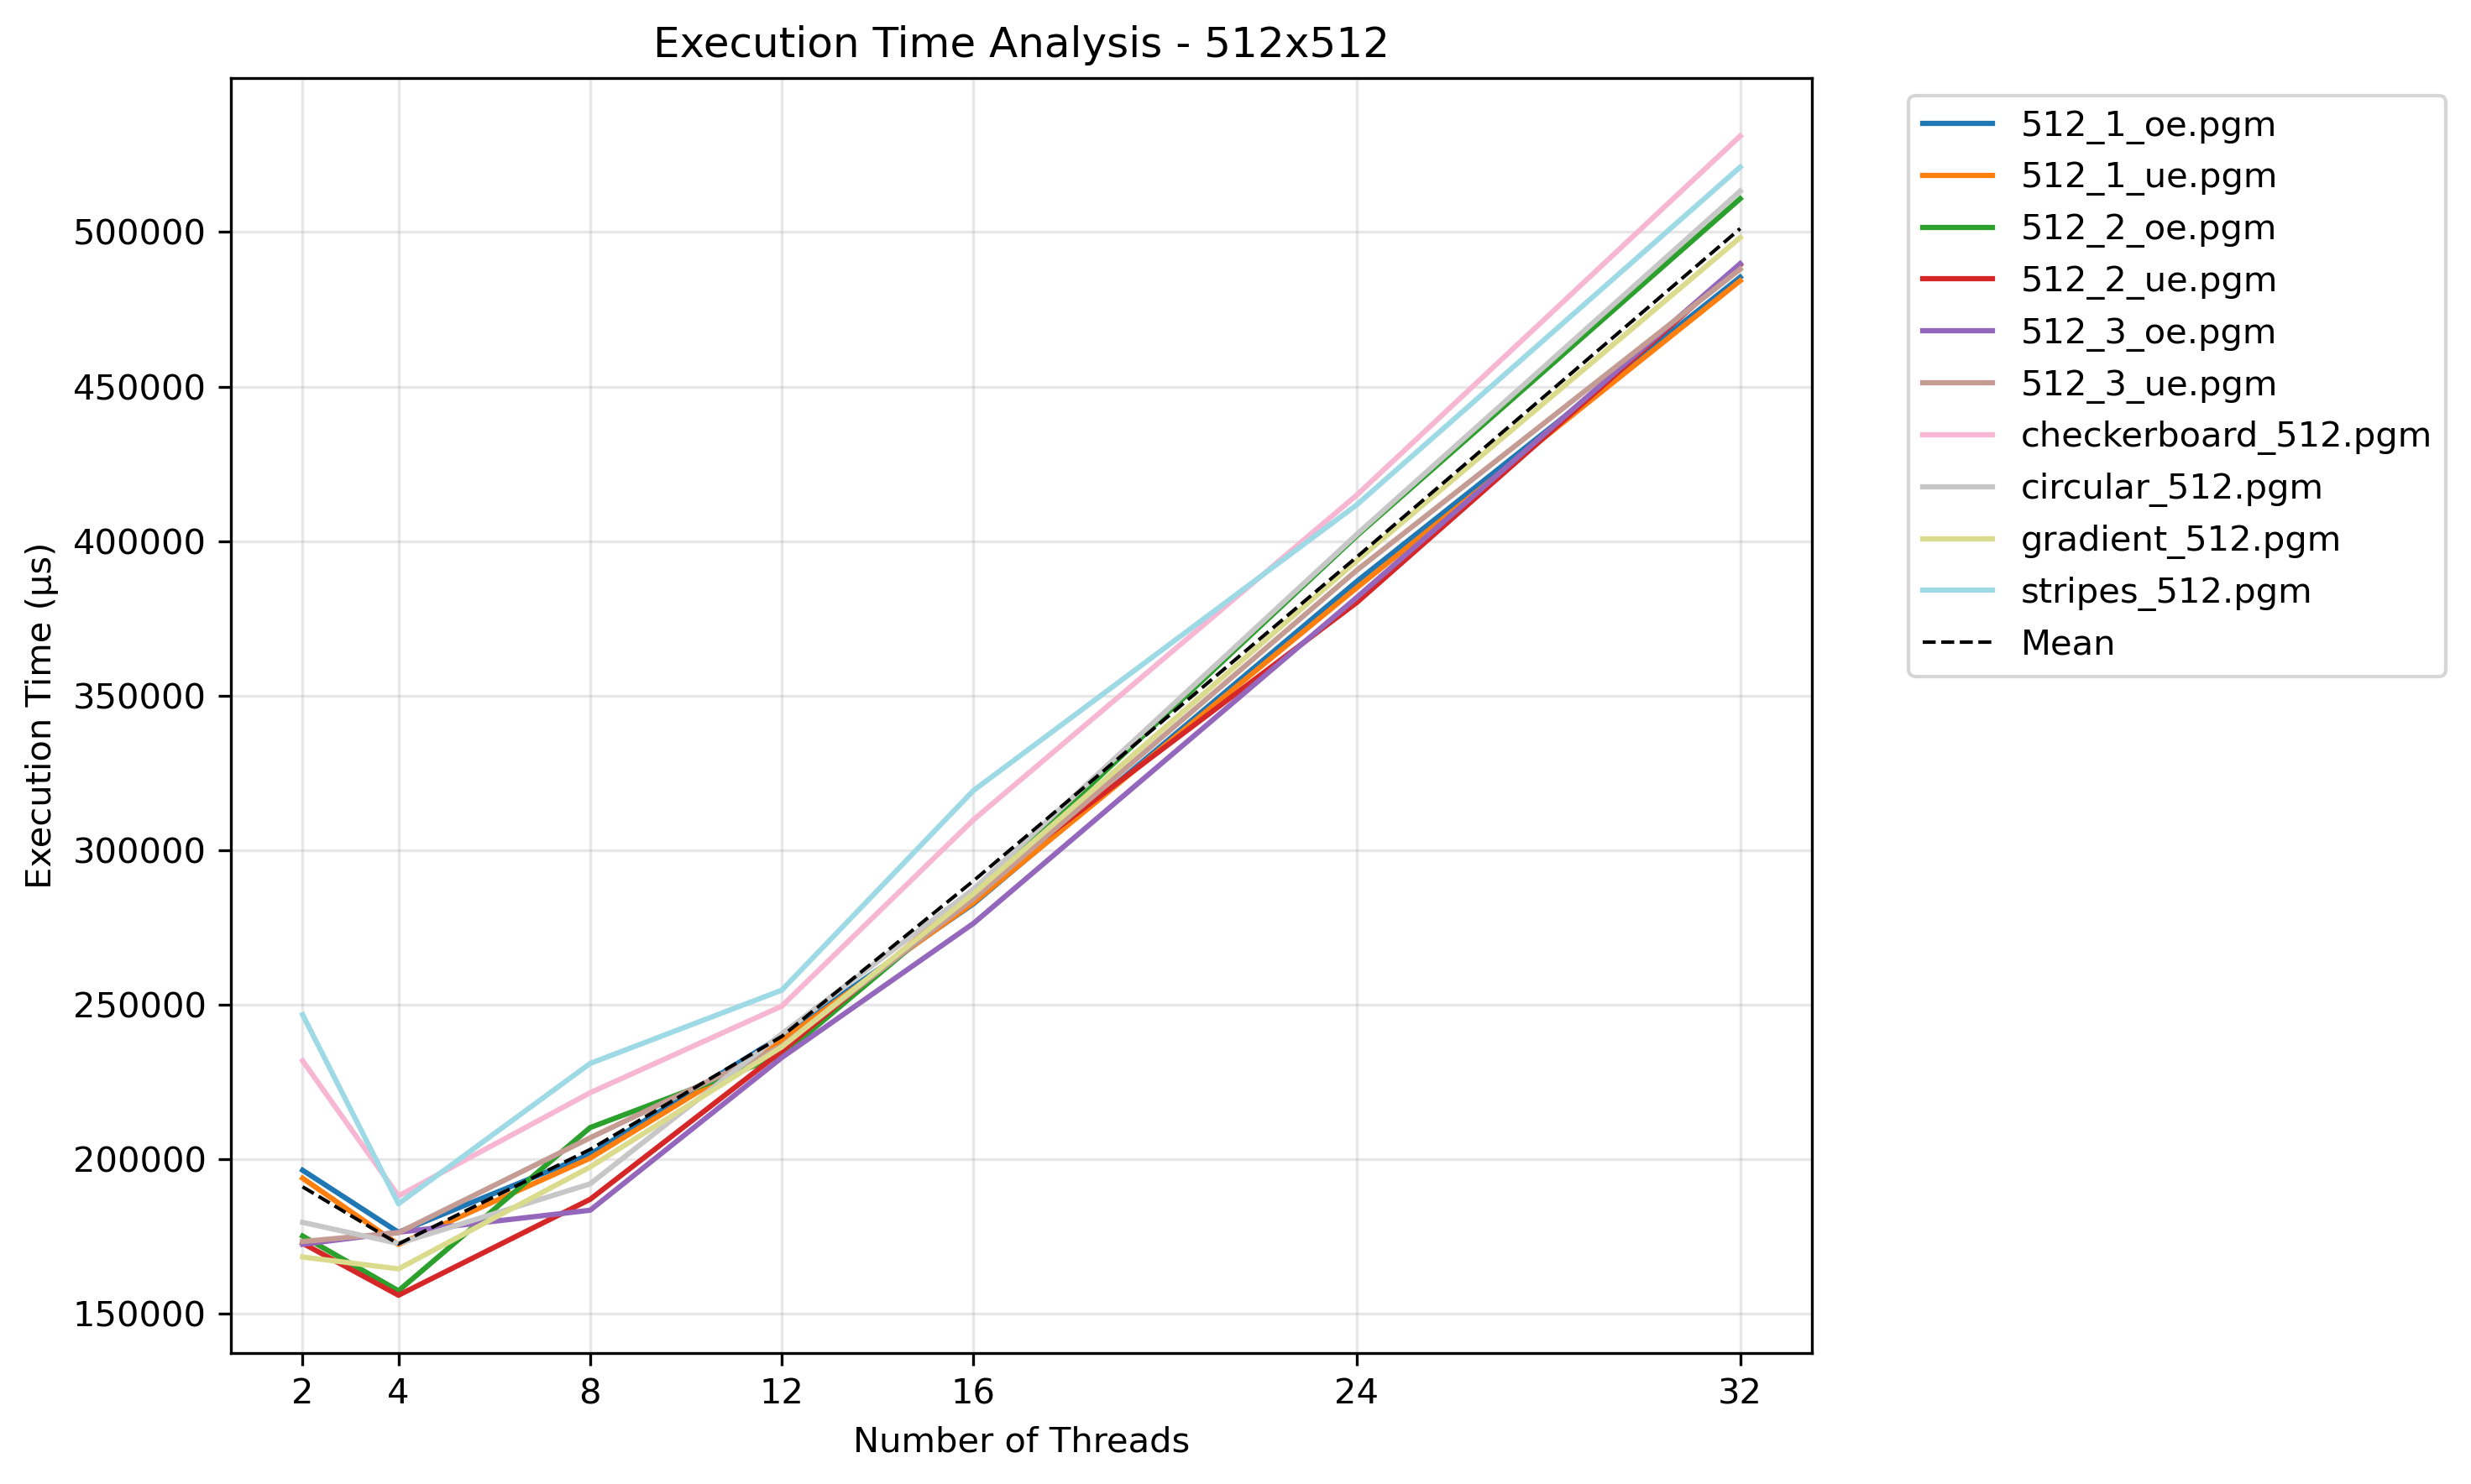 Execution Time Analysis - 512x512
Execution Time (µs)
500000
450000
400000
350000
300000
250000
200000
150000
2 4 8 12 16 24 32
Number of Threads
512_1_oe.pgm
512_1_ue.pgm
512_2_oe.pgm
512_2_ue.pgm
512_3_oe.pgm
512_3_ue.pgm
checkerboard_512.pgm
circular_512.pgm
gradient_512.pgm
stripes_512.pgm
Mean